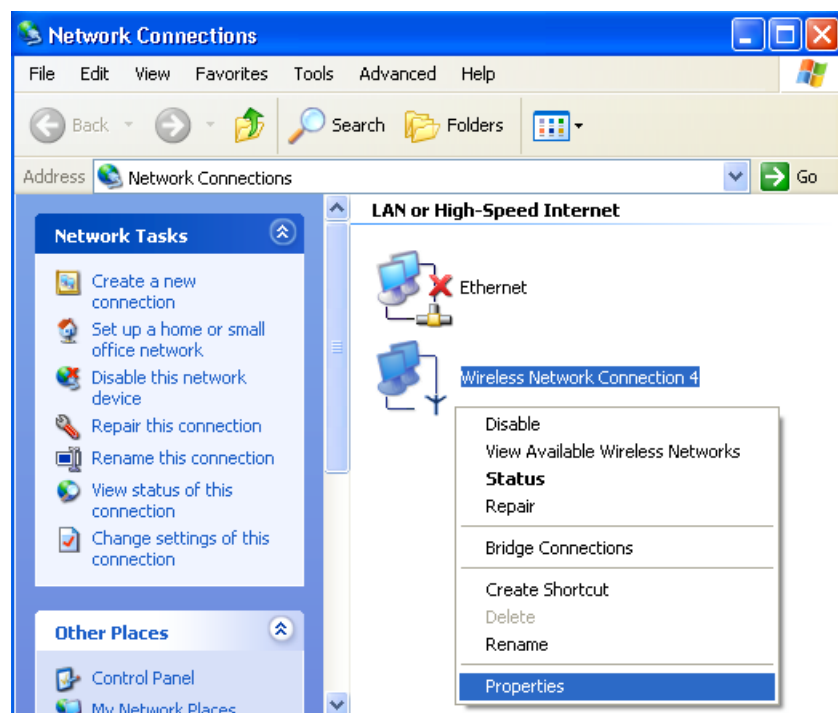 Network Connections
File Edit View Favorites Tools Advanced Help
Back Search Folders
Address Network Connections Go
Network Tasks
Create a new
connection
Set up a home or small
office network
Disable this network
device
Repair this connection
Rename this connection
View status of this
connection
Change settings of this
connection
Other Places
Control Panel
My Network Places
LAN or High-Speed Internet
Ethernet
Wireless Network Connection 4
Disable
View Available Wireless Networks
Status
Repair
Bridge Connections
Create Shortcut
Delete
Rename
Properties